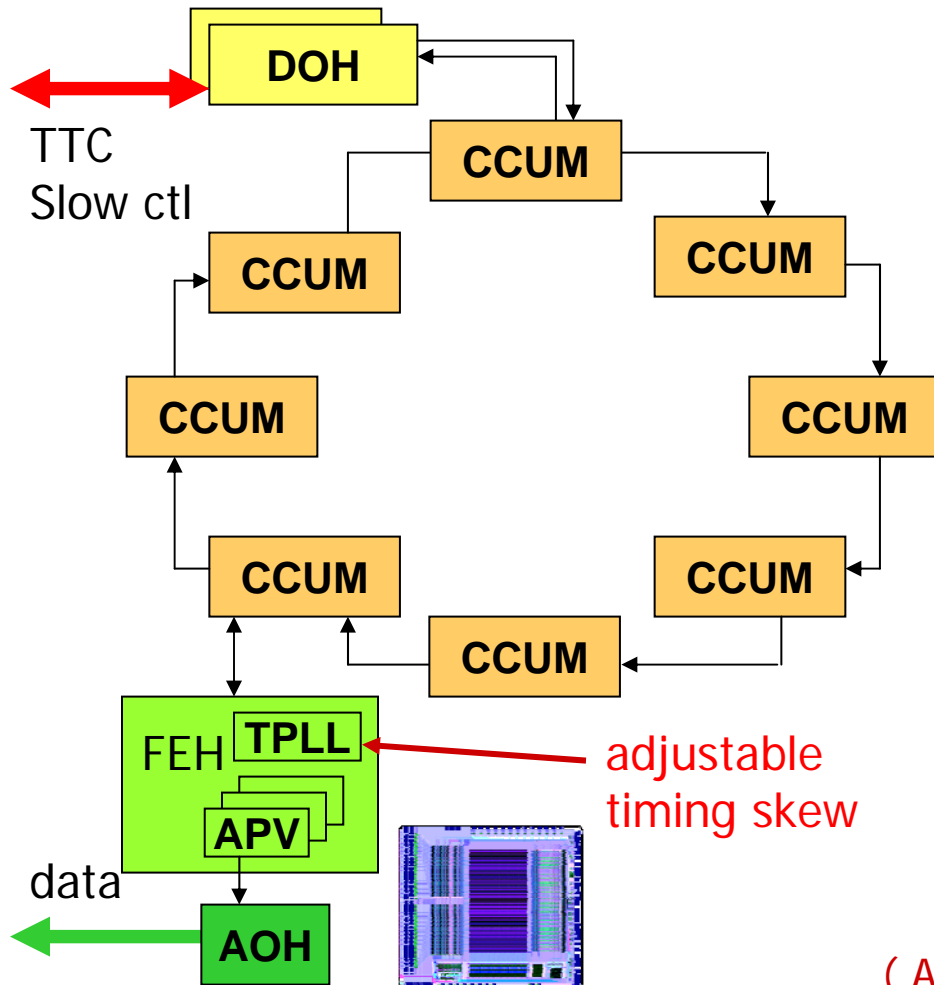 DOH
TTC
Slow ctl
CCUM
CCUM
CCUM
CCUM
CCUM
CCUM
CCUM
CCUM
FEH
TPLL
APV
adjustable
timing skew
data
AOH
( A